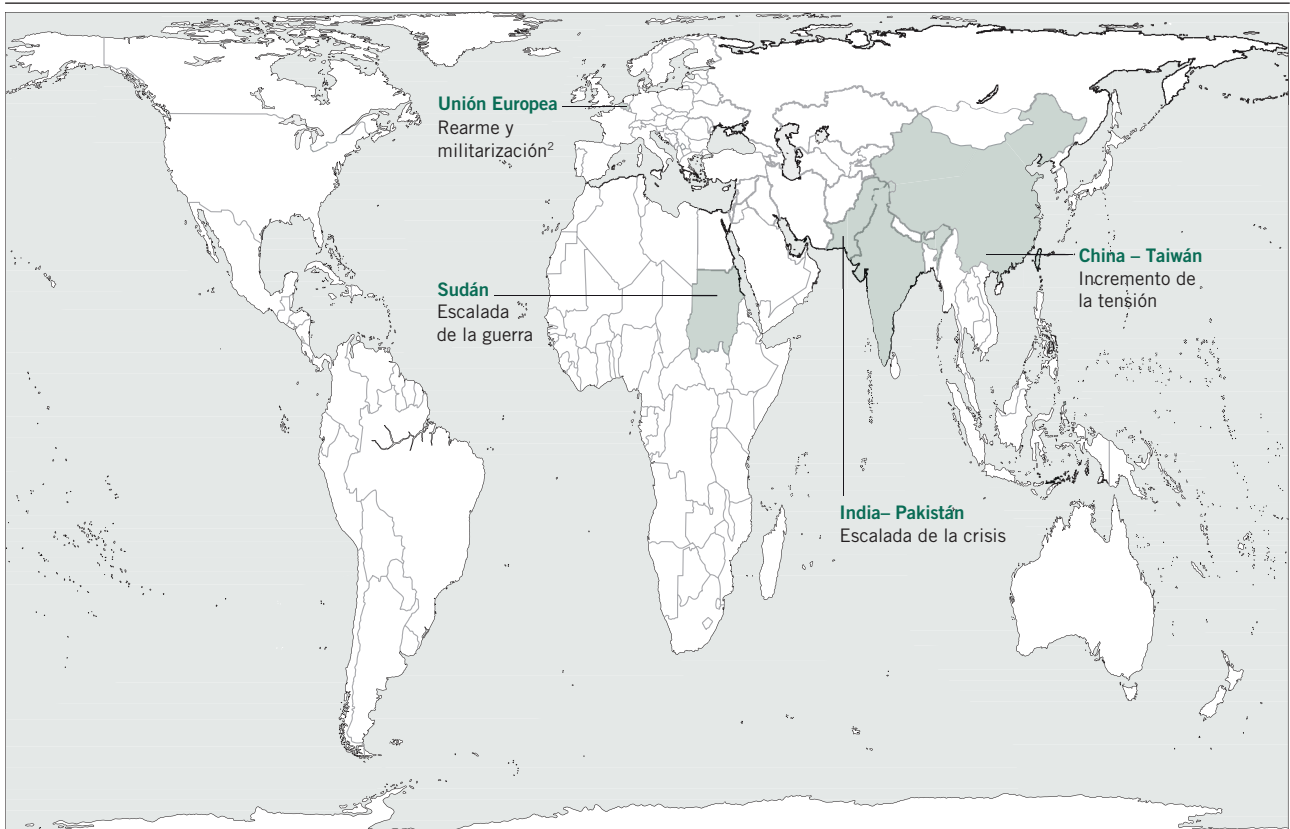 Unión Europea
Rearme y
militarización²
Sudán
Escalada
de la guerra
China – Taiwán
Incremento de
la tensión
India– Pakistán
Escalada de la crisis